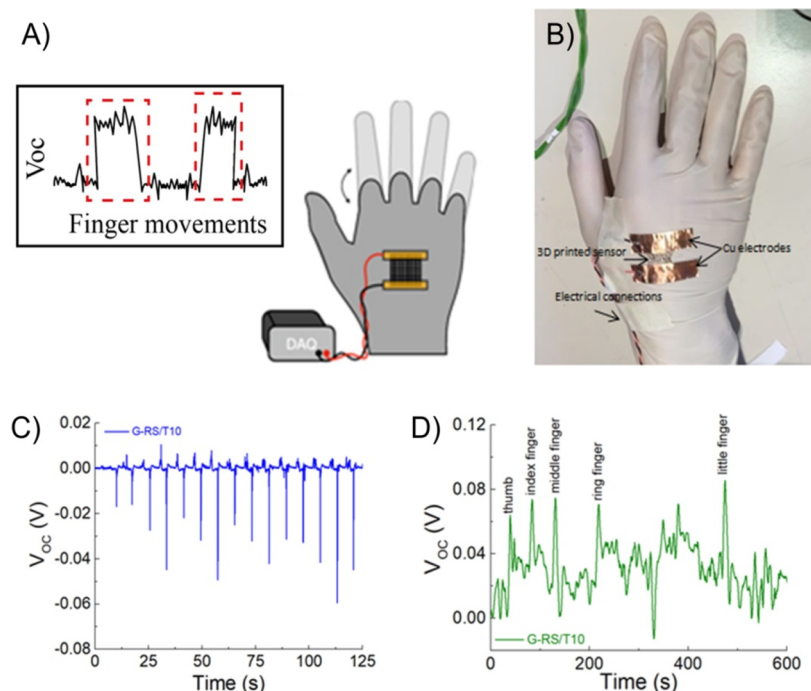 A)
Voc
Finger movements
DAQ
B)
3D printed sensor
Cu electrodes
Electrical connections
C)
G-RS/T10
0.02
0.00
-0.02
-0.04
-0.06
-0.08
V_OC (V)
0 25 50 75 100 125
Time (s)
D)
0.12
0.08
0.04
0.00
V_OC (V)
thumb
index finger
middle finger
ring finger
little finger
G-RS/T10
0 200 400 600
Time (s)